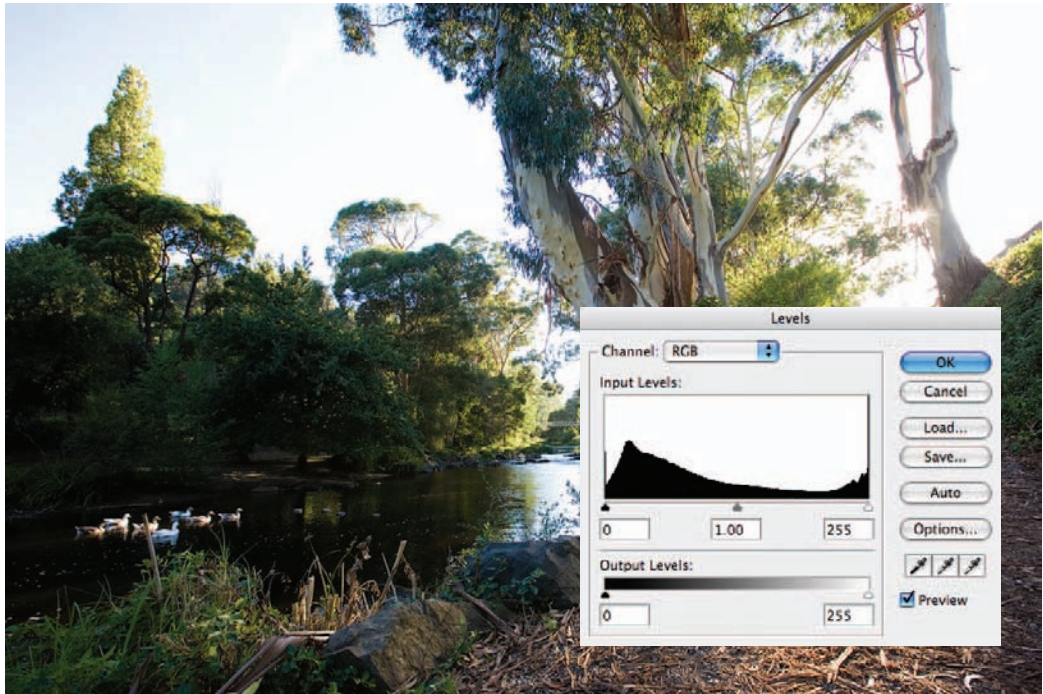 Levels
Channel: RGB
Input Levels:
0 1.00 255
Output Levels:
0 255
OK
Cancel
Load...
Save...
Auto
Options...
Preview